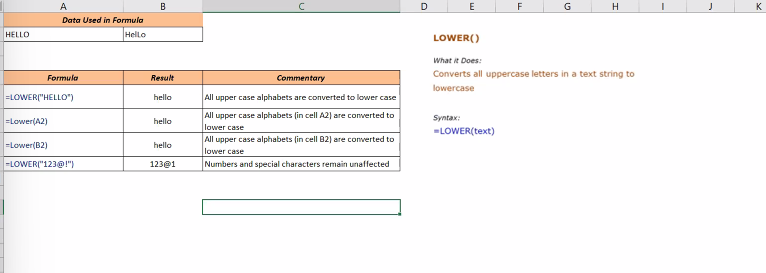 A B C D E F G H I J K
Data Used in Formula
HELLO HelLo
Formula Result Commentary
=LOWER("HELLO") hello All upper case alphabets are converted to lower case
=Lower(A2) hello All upper case alphabets (in cell A2) are converted to
lower case
=Lower(B2) hello All upper case alphabets (in cell B2) are converted to
lower case
=LOWER("123@!") 123@1 Numbers and special characters remain unaffected
LOWER()
What it Does:
Converts all uppercase letters in a text string to
lowercase
Syntax:
=LOWER(text)